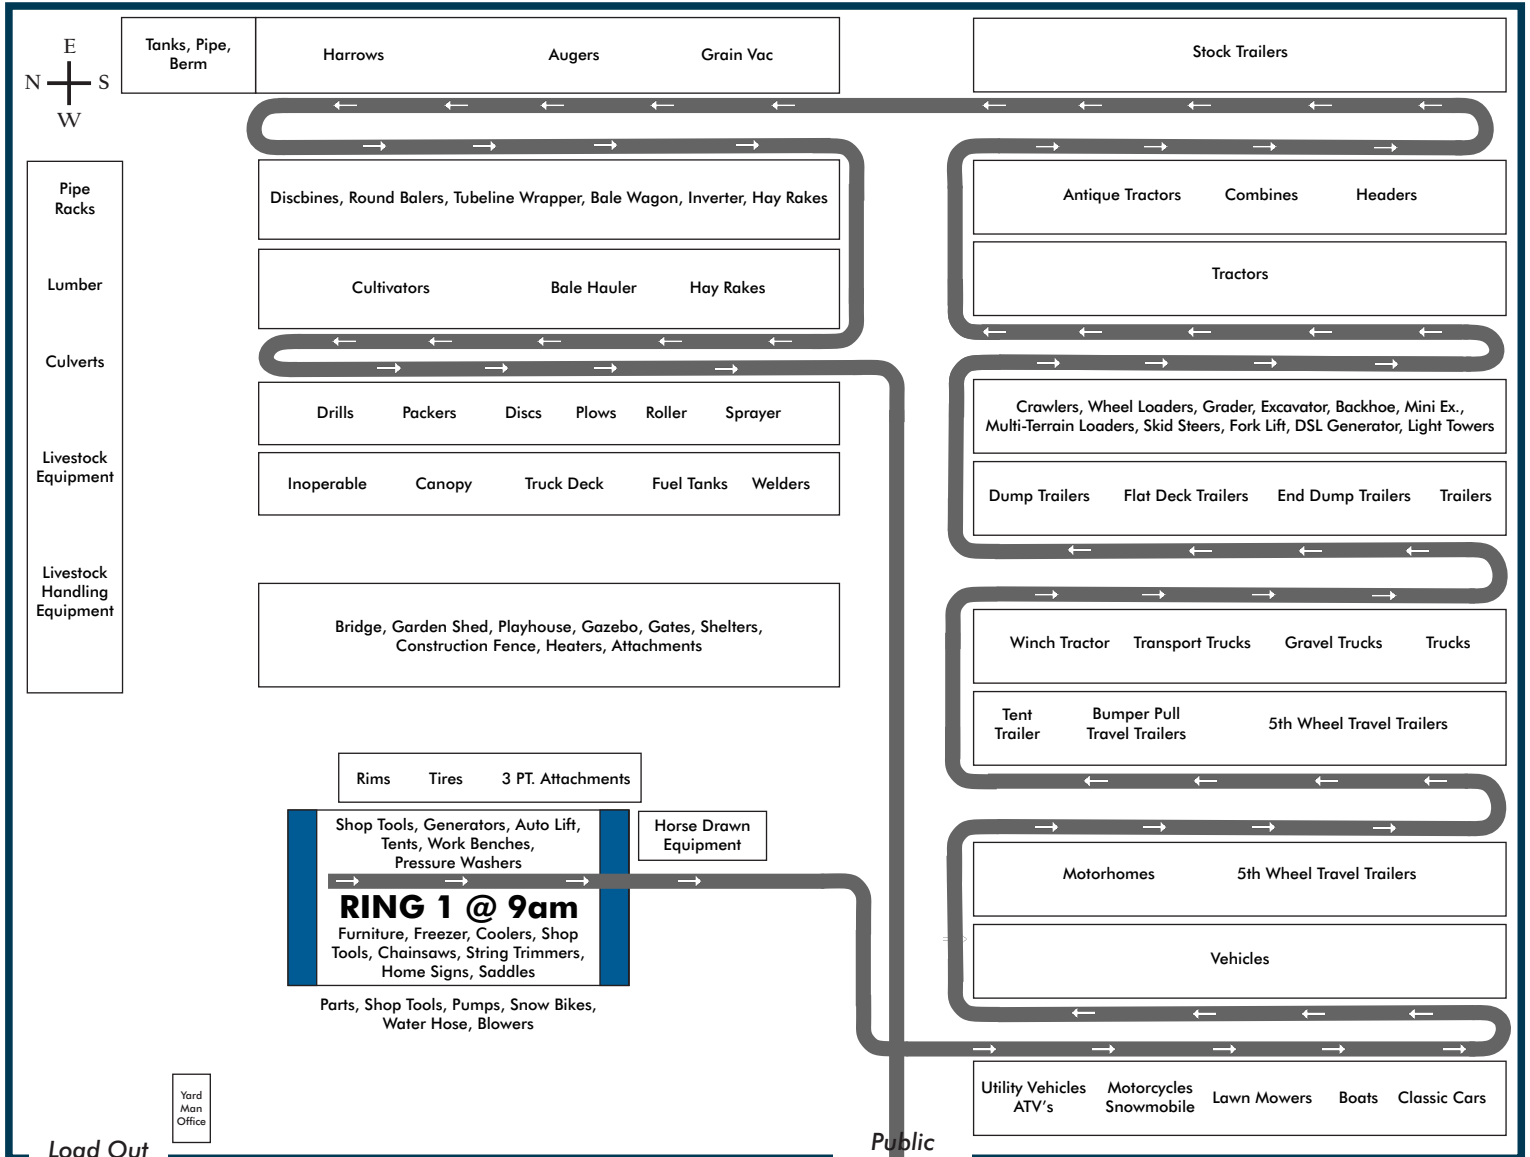 E
N
S
W
Tanks, Pipe,
Berm
Harrows
Augers
Grain Vac
Stock Trailers
Pipe
Racks
Lumber
Culverts
Livestock
Equipment
Livestock
Handling
Equipment
Discbines, Round Balers, Tubeline Wrapper, Bale Wagon, Inverter, Hay Rakes
Cultivators
Bale Hauler
Hay Rakes
Drills
Packers
Discs
Plows
Roller
Sprayer
Inoperable
Canopy
Truck Deck
Fuel Tanks
Welders
Bridge, Garden Shed, Playhouse, Gazebo, Gates, Shelters,
Construction Fence, Heaters, Attachments
Rims
Tires
3 PT. Attachments
Shop Tools, Generators, Auto Lift,
Tents, Work Benches,
Pressure Washers
RING 1 @ 9am
Furniture, Freezer, Coolers, Shop
Tools, Chainsaws, String Trimmers,
Home Signs, Saddles
Horse Drawn
Equipment
Parts, Shop Tools, Pumps, Snow Bikes,
Water Hose, Blowers
Yard
Man
Office
Load Out
Public
Antique Tractors
Combines
Headers
Tractors
Crawlers, Wheel Loaders, Grader, Excavator, Backhoe, Mini Ex.,
Multi-Terrain Loaders, Skid Steers, Fork Lift, DSL Generator, Light Towers
Dump Trailers
Flat Deck Trailers
End Dump Trailers
Trailers
Winch Tractor
Transport Trucks
Gravel Trucks
Trucks
Tent
Trailer
Bumper Pull
Travel Trailers
5th Wheel Travel Trailers
Motorhomes
5th Wheel Travel Trailers
Vehicles
Utility Vehicles
ATV's
Motorcycles
Snowmobile
Lawn Mowers
Boats
Classic Cars